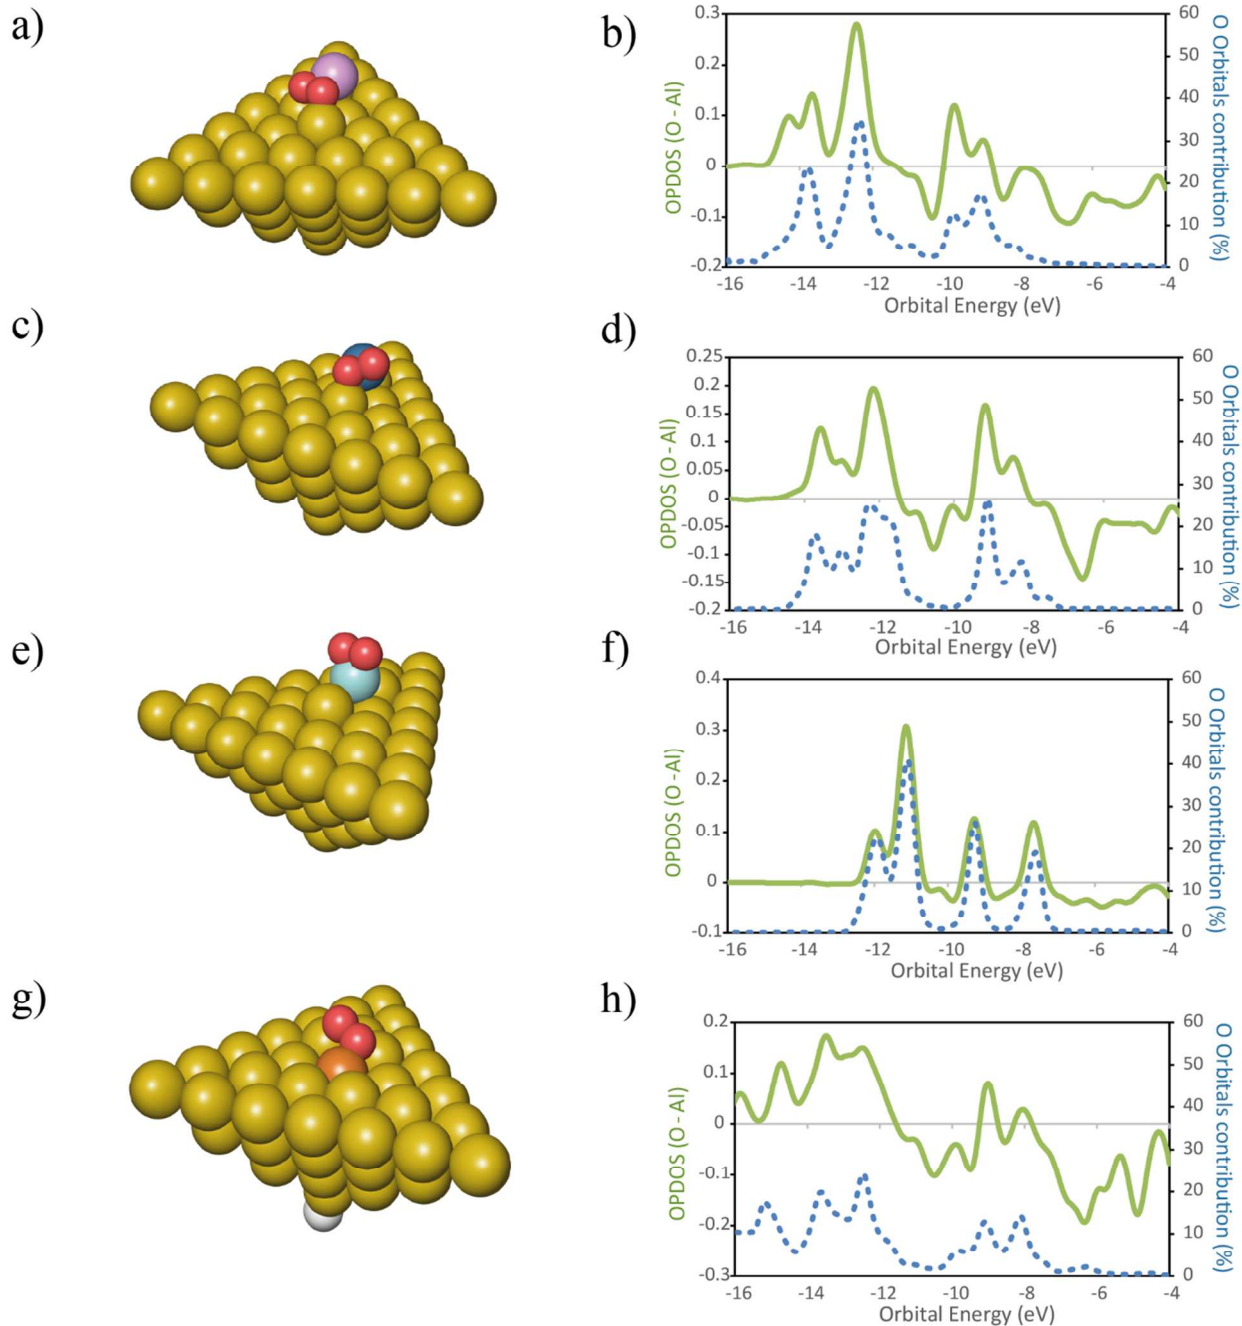 a)
b)
0.3
0.2
0.1
0
-0.1
-0.2
OPDOS (O - Al)
60
50
40
30
20
10
0
O Orbitals contribution (%)
-16 -14 -12 -10 -8 -6 -4
Orbital Energy (eV)
c)
d)
0.25
0.2
0.15
0.1
0.05
0
-0.05
-0.1
-0.15
-0.2
OPDOS (O - Al)
60
50
40
30
20
10
0
O Orbitals contribution (%)
-16 -14 -12 -10 -8 -6 -4
Orbital Energy (eV)
e)
f)
0.4
0.3
0.2
0.1
0
-0.1
OPDOS (O -Al)
60
50
40
30
20
10
0
O Orbitals contribution (%)
-16 -14 -12 -10 -8 -6 -4
Orbital Energy (eV)
g)
h)
0.2
0.1
0
-0.1
-0.2
-0.3
OPDOS (O - Al)
60
50
40
30
20
10
0
O Orbitals contribution (%)
-16 -14 -12 -10 -8 -6 -4
Orbital Energy (eV)